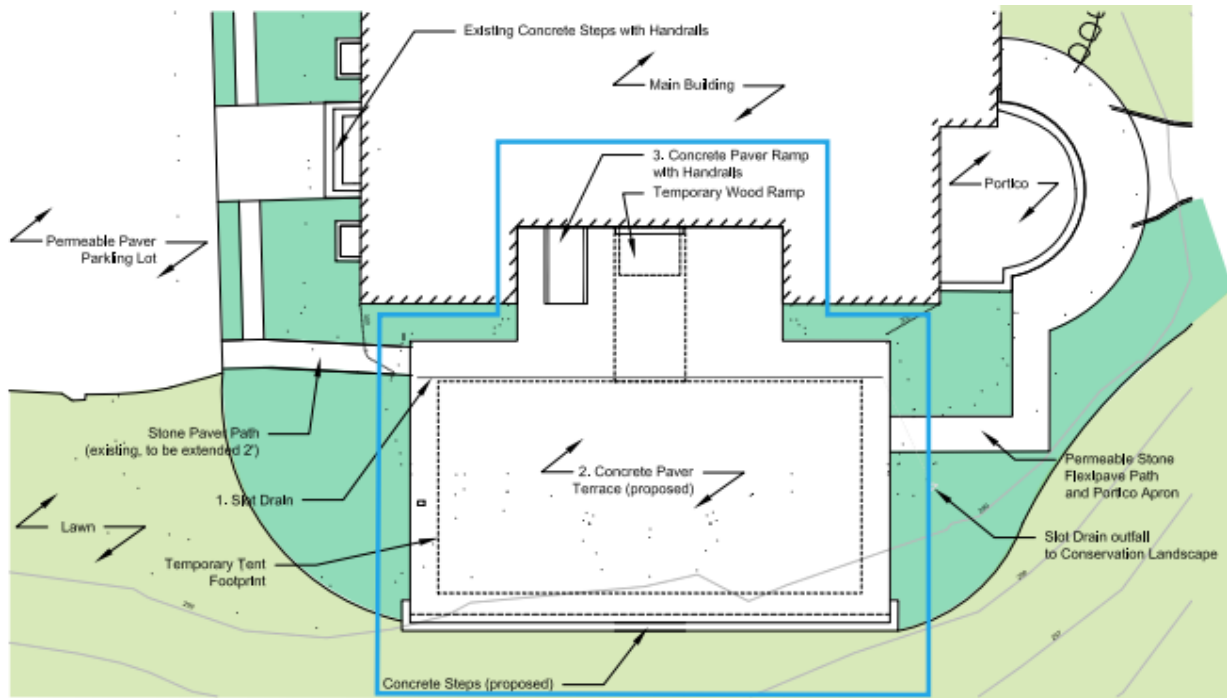 Existing Concrete Steps with Handrails
Main Building
3. Concrete Paver Ramp
with Handrails
Temporary Wood Ramp
Portico
Permeable Paver
Parking Lot
Stone Paver Path
(existing, to be extended 2')
1. Slot Drain
2. Concrete Paver
Terrace (proposed)
Permeable Stone
Flexipave Path
and Portico Apron
Lawn
Temporary Tent
Footprint
Slot Drain outfall
to Conservation Landscape
Concrete Steps (proposed)